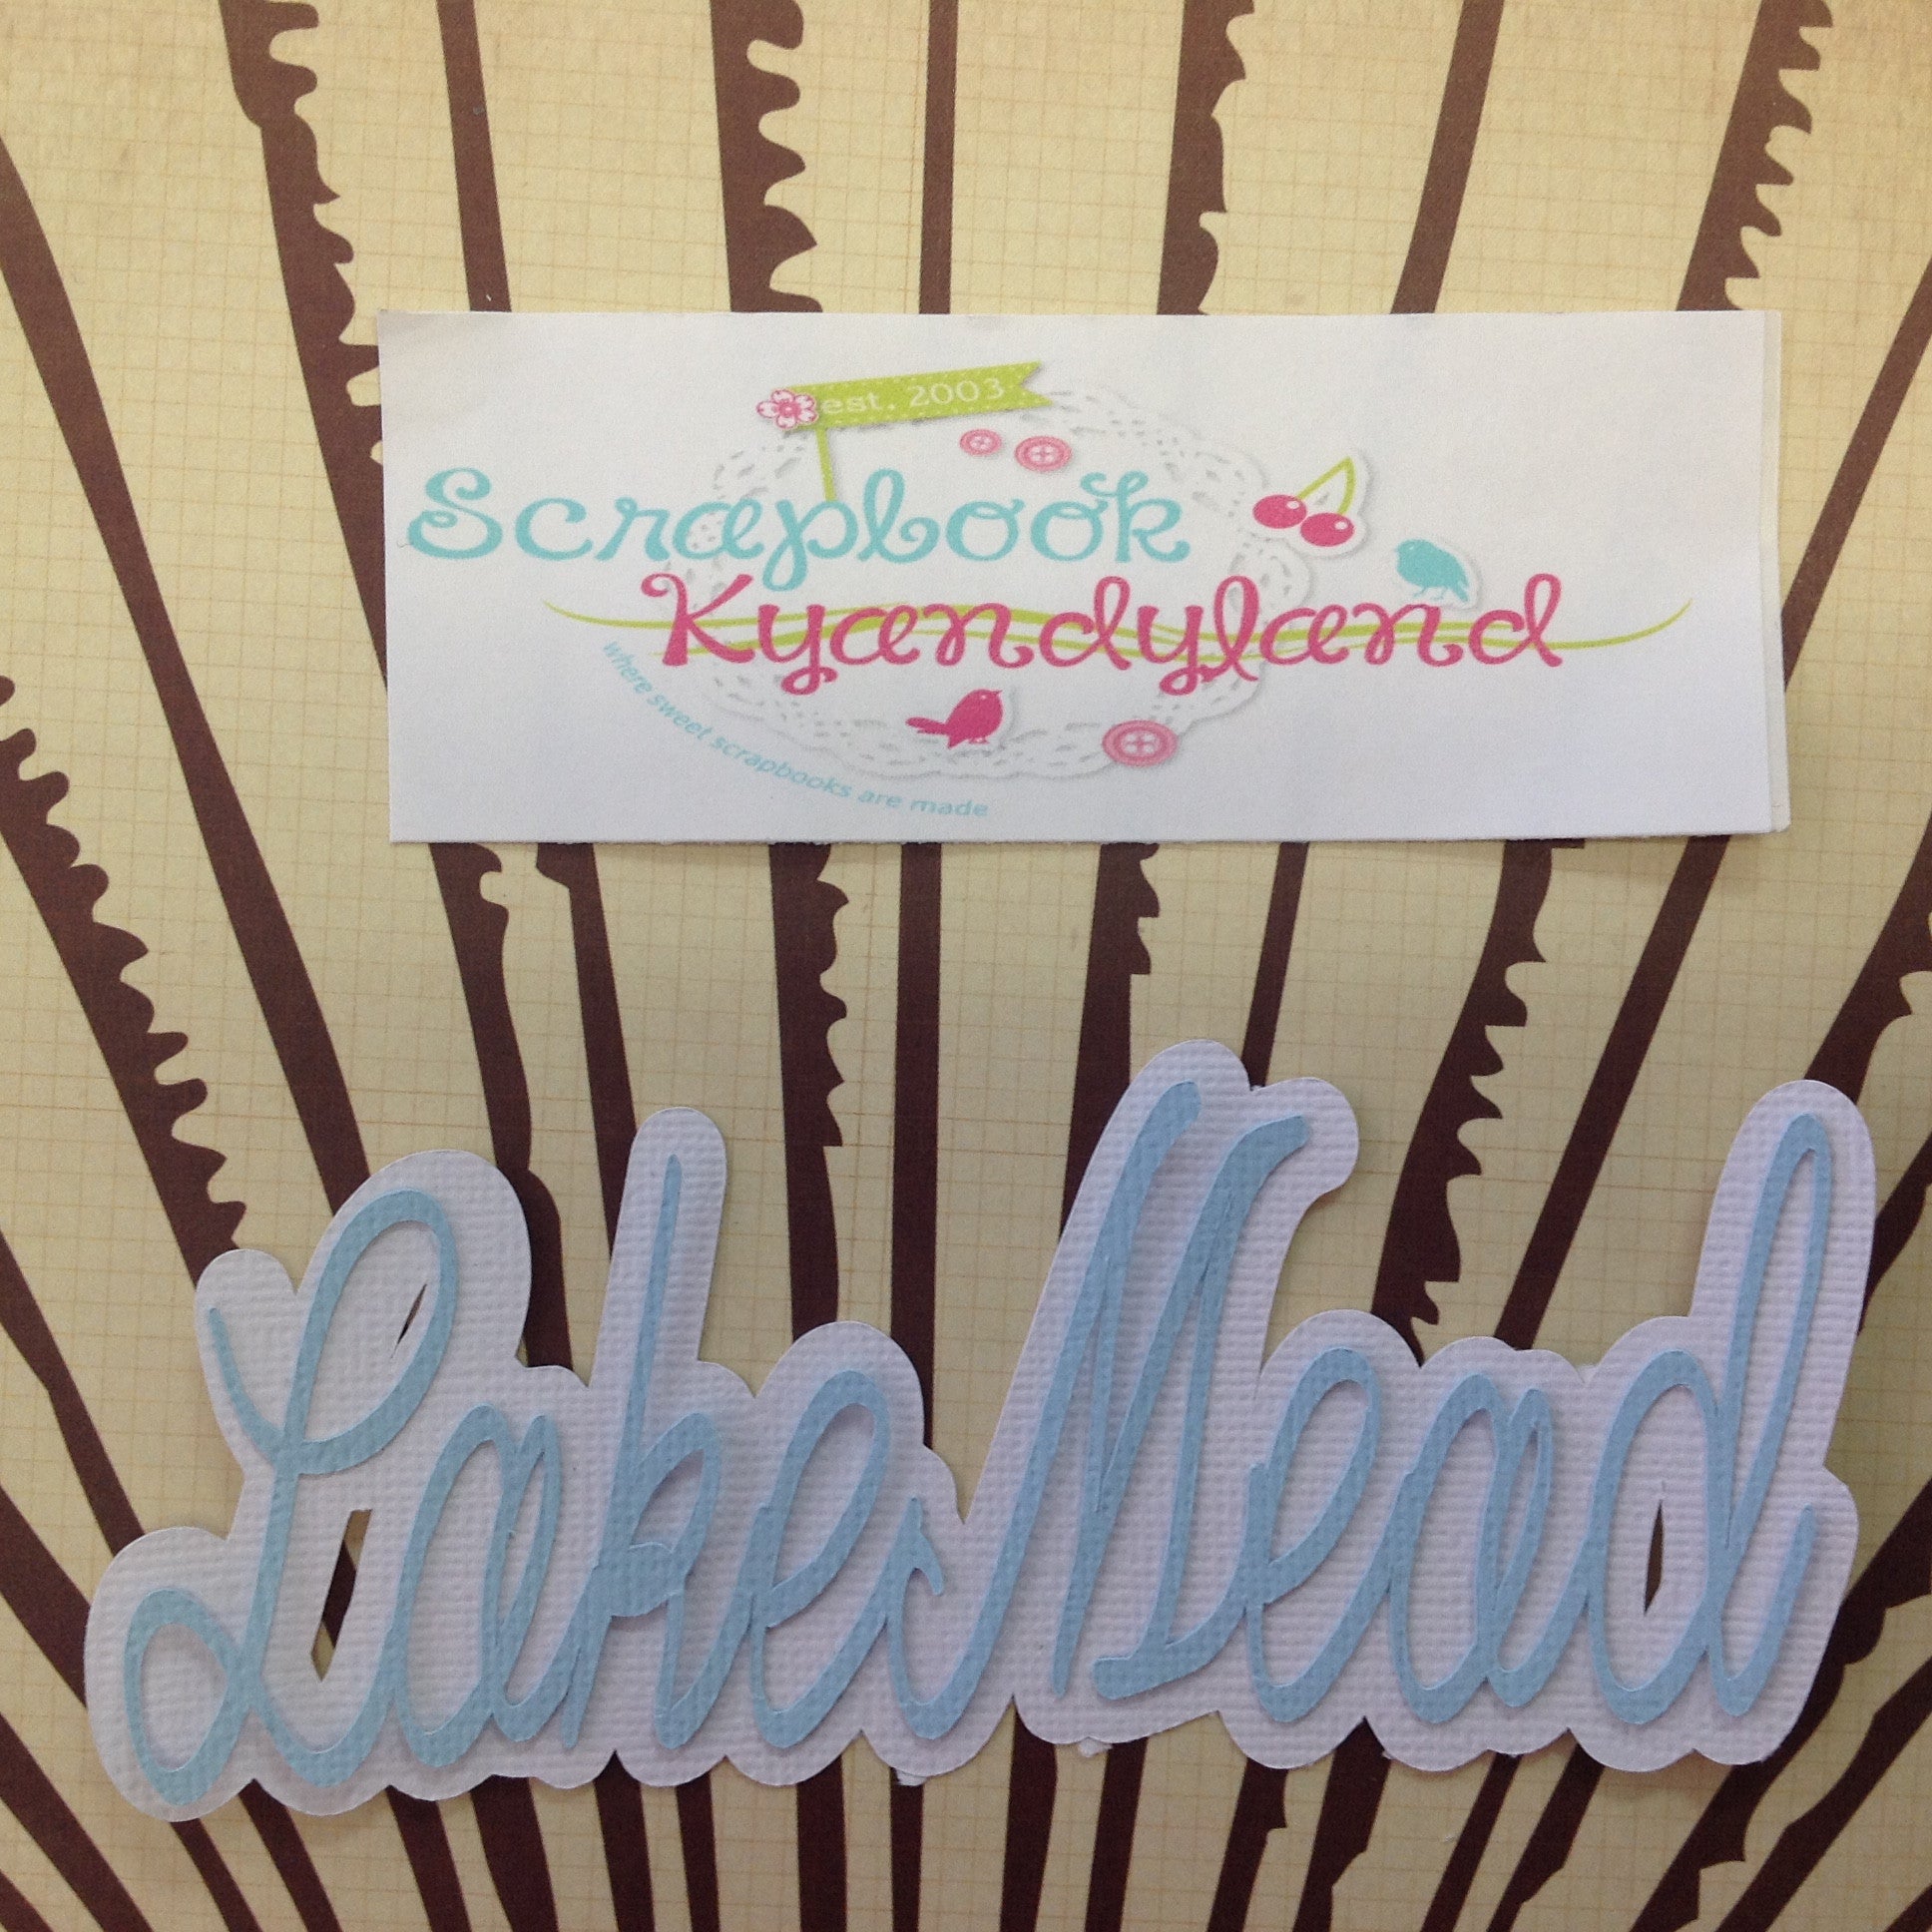 est. 2003
Scrapbook
Kyandyland
where sweet scrapbooks are made
Lake Mead